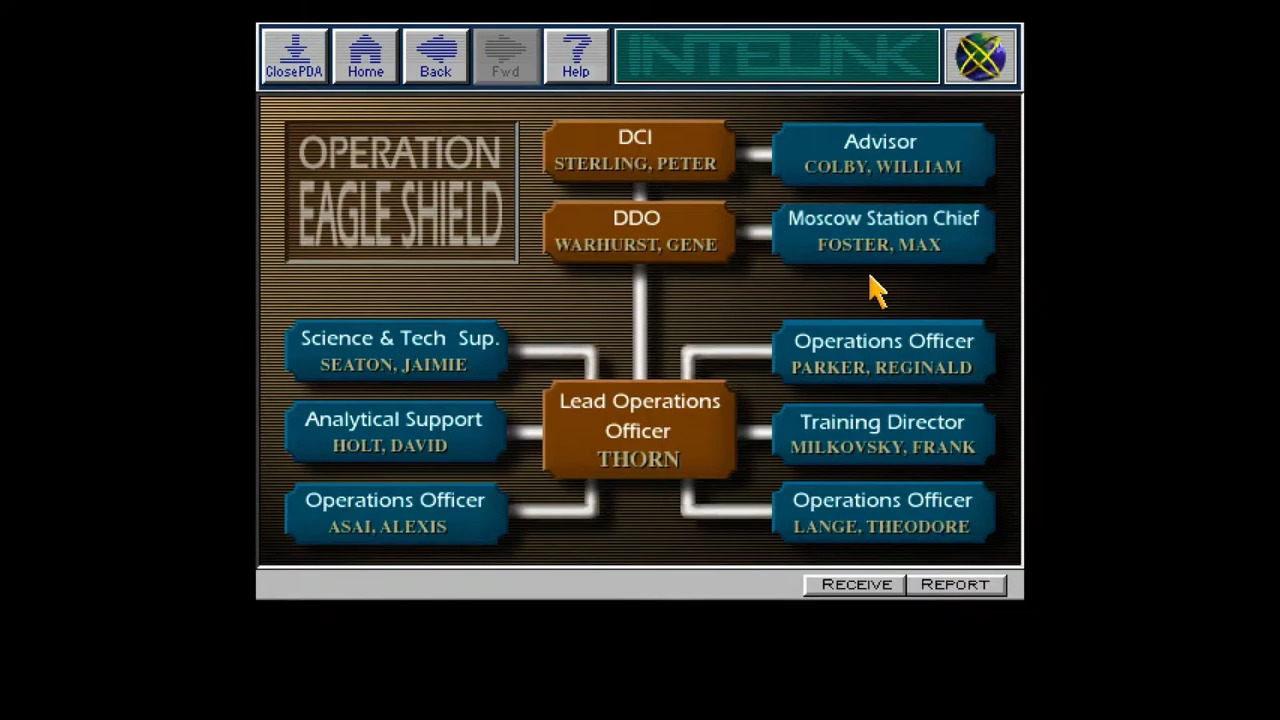 ClosePDA
Home
Back
Fwd
Help
INTELINK
OPERATION
EAGLE SHIELD
DCI
STERLING, PETER
Advisor
COLBY, WILLIAM
DDO
WARHURST, GENE
Moscow Station Chief
FOSTER, MAX
Science & Tech Sup.
SEATON, JAIMIE
Operations Officer
PARKER, REGINALD
Analytical Support
HOLT, DAVID
Lead Operations
Officer
THORN
Training Director
MILKOVSKY, FRANK
Operations Officer
ASAI, ALEXIS
Operations Officer
LANGE, THEODORE
RECEIVE
REPORT